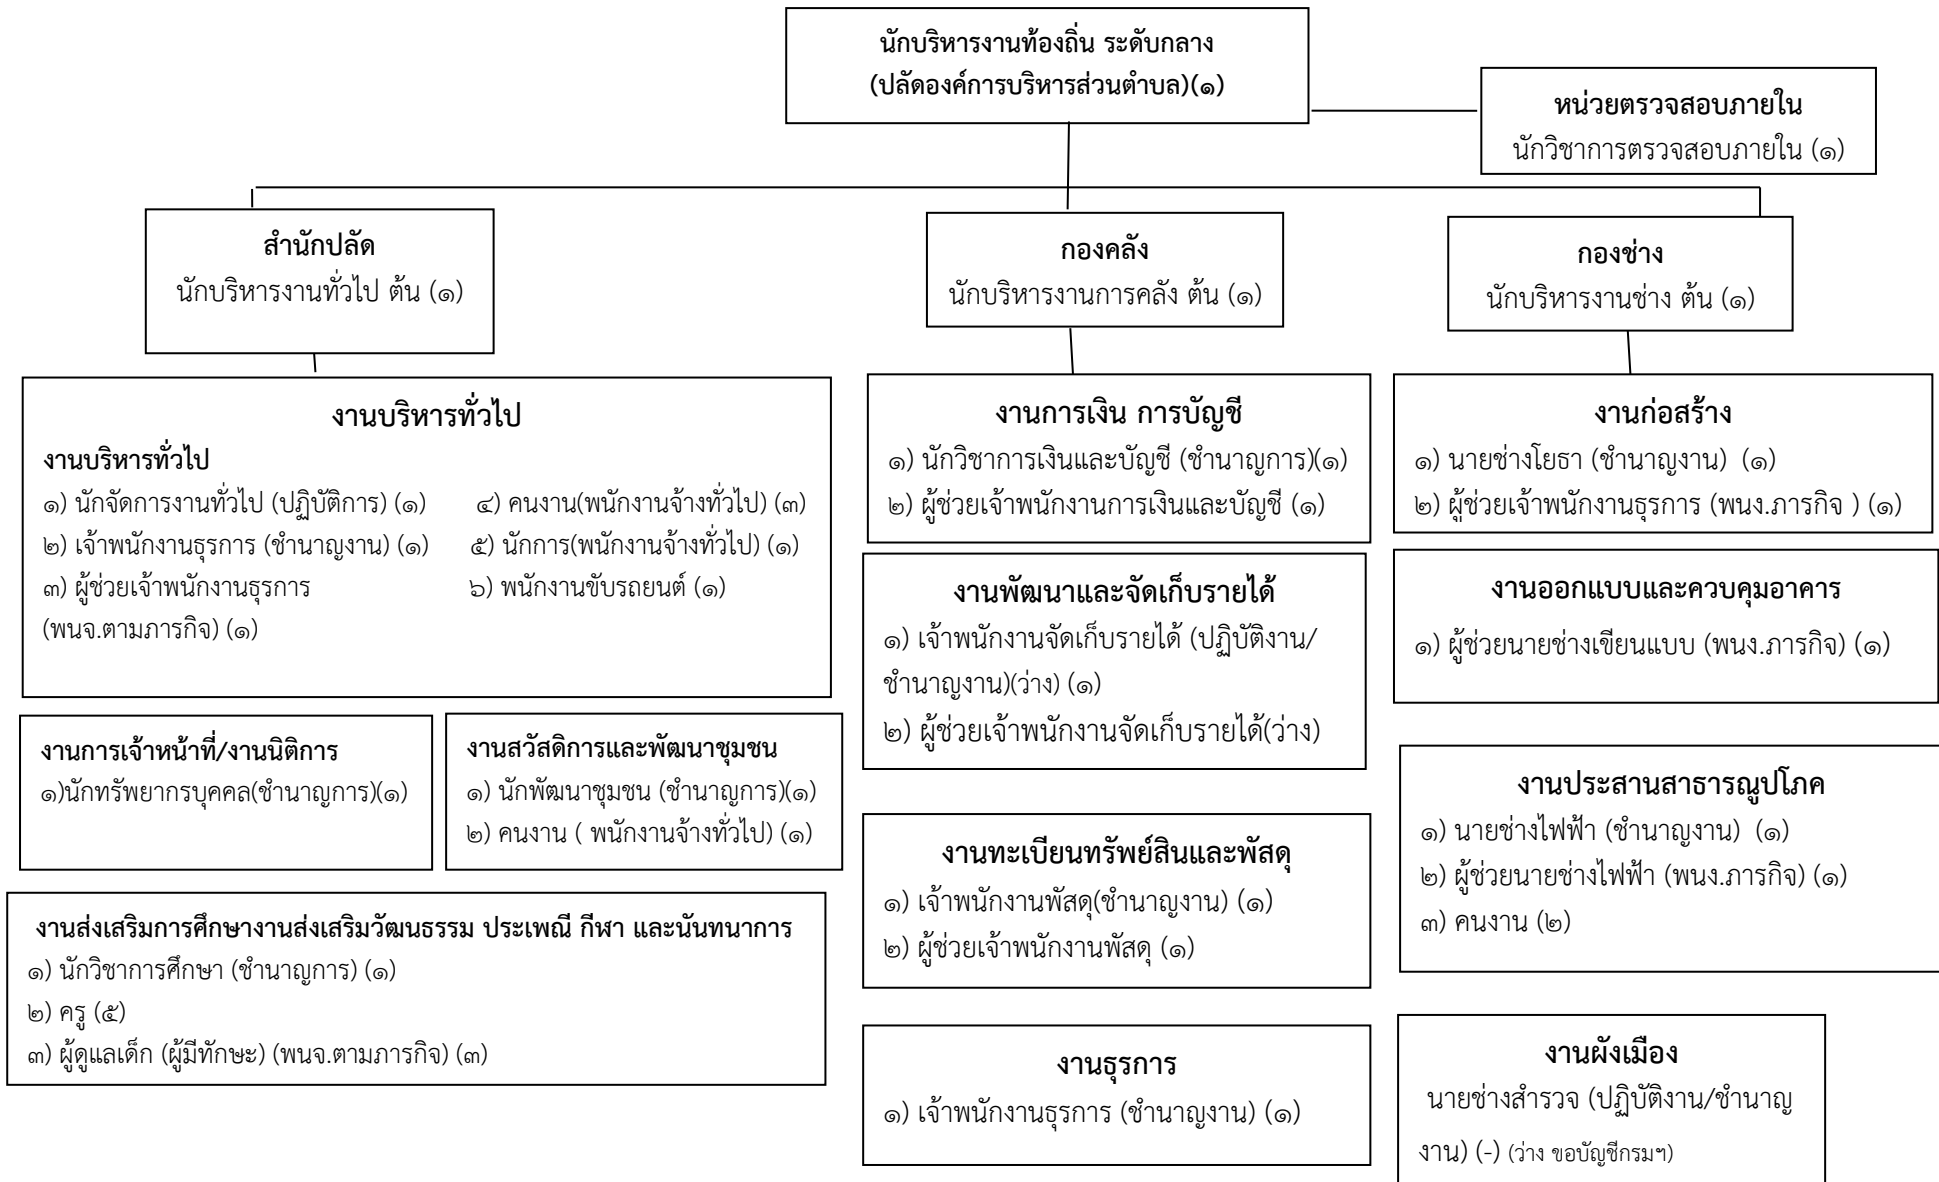 นักบริหารงานท้องถิ่น ระดับกลาง
(ปลัดองค์การบริหารส่วนตำบล)(๑)
หน่วยตรวจสอบภายใน
นักวิชาการตรวจสอบภายใน (๑)
สำนักปลัด
นักบริหารงานทั่วไป ต้น (๑)
กองคลัง
นักบริหารงานการคลัง ต้น (๑)
กองช่าง
นักบริหารงานช่าง ต้น (๑)
งานบริหารทั่วไป
งานบริหารทั่วไป
๑) นักจัดการงานทั่วไป (ปฏิบัติการ) (๑)
๒) เจ้าพนักงานธุรการ (ชำนาญงาน) (๑)
๓) ผู้ช่วยเจ้าพนักงานธุรการ
(พนจ.ตามภารกิจ) (๑)
๔) คนงาน(พนักงานจ้างทั่วไป) (๓)
๕) นักการ(พนักงานจ้างทั่วไป) (๑)
๖) พนักงานขับรถยนต์ (๑)
งานการเจ้าหน้าที่/งานนิติการ
๑)นักทรัพยากรบุคคล(ชำนาญการ)(๑)
งานสวัสดิการและพัฒนาชุมชน
๑) นักพัฒนาชุมชน (ชำนาญการ)(๑)
๒) คนงาน ( พนักงานจ้างทั่วไป) (๑)
งานส่งเสริมการศึกษางานส่งเสริมวัฒนธรรม ประเพณี กีฬา และนันทนาการ
๑) นักวิชาการศึกษา (ชำนาญการ) (๑)
๒) ครู (๕)
๓) ผู้ดูแลเด็ก (ผู้มีทักษะ) (พนจ.ตามภารกิจ) (๓)
งานการเงิน การบัญชี
๑) นักวิชาการเงินและบัญชี (ชำนาญการ)(๑)
๒) ผู้ช่วยเจ้าพนักงานการเงินและบัญชี (๑)
งานพัฒนาและจัดเก็บรายได้
๑) เจ้าพนักงานจัดเก็บรายได้ (ปฏิบัติงาน/
ชำนาญงาน)(ว่าง) (๑)
๒) ผู้ช่วยเจ้าพนักงานจัดเก็บรายได้(ว่าง)
งานทะเบียนทรัพย์สินและพัสดุ
๑) เจ้าพนักงานพัสดุ(ชำนาญงาน) (๑)
๒) ผู้ช่วยเจ้าพนักงานพัสดุ (๑)
งานธุรการ
๑) เจ้าพนักงานธุรการ (ชำนาญงาน) (๑)
งานก่อสร้าง
๑) นายช่างโยธา (ชำนาญงาน) (๑)
๒) ผู้ช่วยเจ้าพนักงานธุรการ (พนง.ภารกิจ ) (๑)
งานออกแบบและควบคุมอาคาร
๑) ผู้ช่วยนายช่างเขียนแบบ (พนง.ภารกิจ) (๑)
งานประสานสาธารณูปโภค
๑) นายช่างไฟฟ้า (ชำนาญงาน) (๑)
๒) ผู้ช่วยนายช่างไฟฟ้า (พนง.ภารกิจ) (๑)
๓) คนงาน (๒)
งานผังเมือง
นายช่างสำรวจ (ปฏิบัติงาน/ชำนาญ
งาน) (-) (ว่าง ขอบัญชีกรมฯ)